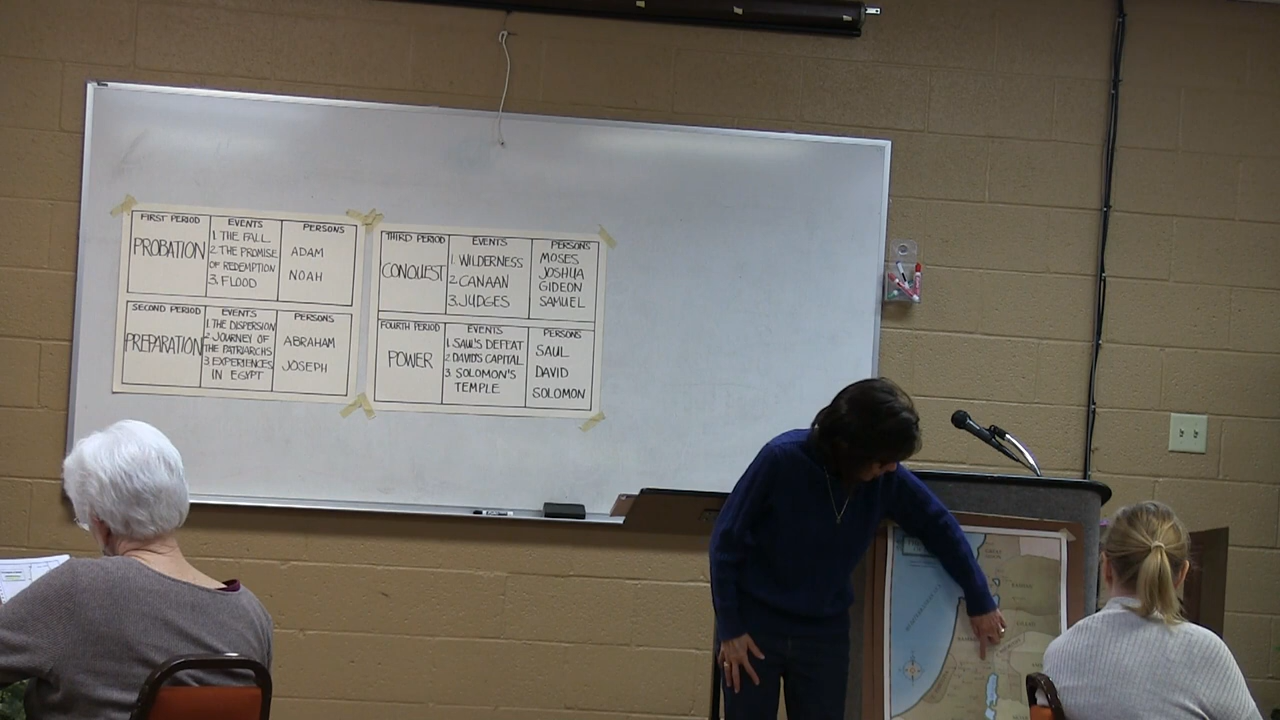 FIRST PERIOD
PROBATION
EVENTS
1. THE FALL
2. THE PROMISE
OF REDEMPTION
3. FLOOD
PERSONS
ADAM
NOAH
SECOND PERIOD
PREPARATION
EVENTS
1. THE DISPERSION
2. JOURNEY OF
THE PATRIARCHS
3. EXPERIENCES
IN EGYPT
PERSONS
ABRAHAM
JOSEPH
THIRD PERIOD
CONQUEST
EVENTS
1. WILDERNESS
2. CANAAN
3. JUDGES
PERSONS
MOSES
JOSHUA
GIDEON
SAMUEL
FOURTH PERIOD
POWER
EVENTS
1. SAUL'S DEFEAT
2. DAVID'S CAPITAL
3. SOLOMON'S
TEMPLE
PERSONS
SAUL
DAVID
SOLOMON